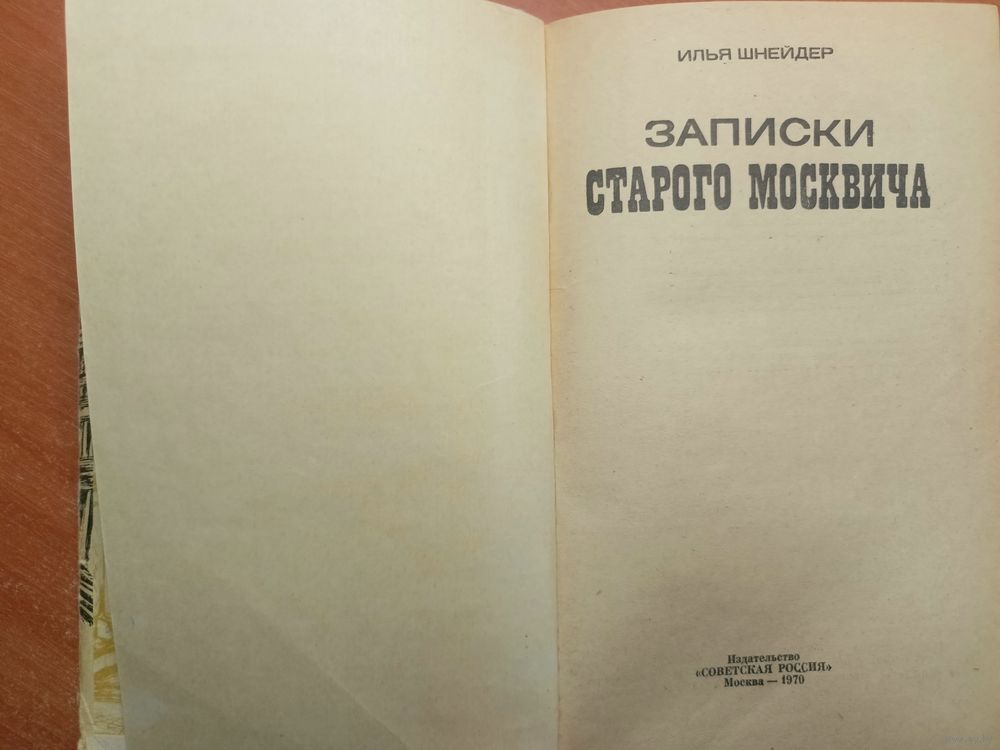 ИЛЬЯ ШНЕЙДЕР
ЗАПИСКИ
СТАРОГО МОСКВИЧА
Издательство
«СОВЕТСКАЯ РОССИЯ»
Москва — 1970